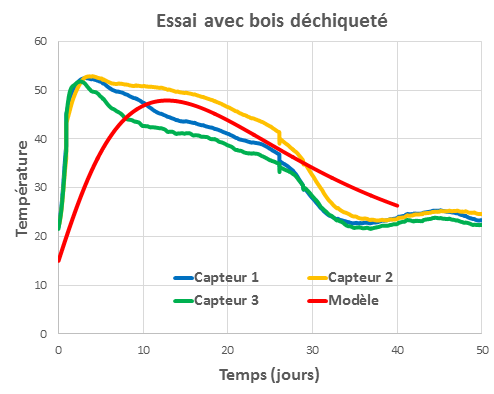 Essai avec bois déchiqueté
60
50
40
30
20
10
0
Température
Capteur 1
Capteur 2
Capteur 3
Modèle
0 10 20 30 40 50
Temps (jours)